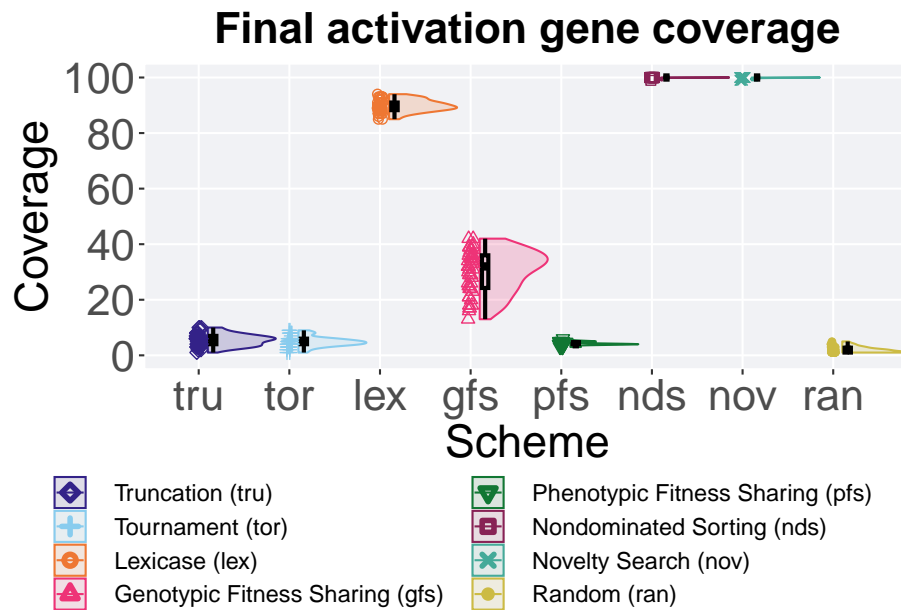 Final activation gene coverage
Coverage
100
80
60
40
20
0
tru tor lex gfs pfs nds nov ran
Scheme
Truncation (tru)
Tournament (tor)
Lexicase (lex)
Genotypic Fitness Sharing (gfs)
Phenotypic Fitness Sharing (pfs)
Nondominated Sorting (nds)
Novelty Search (nov)
Random (ran)